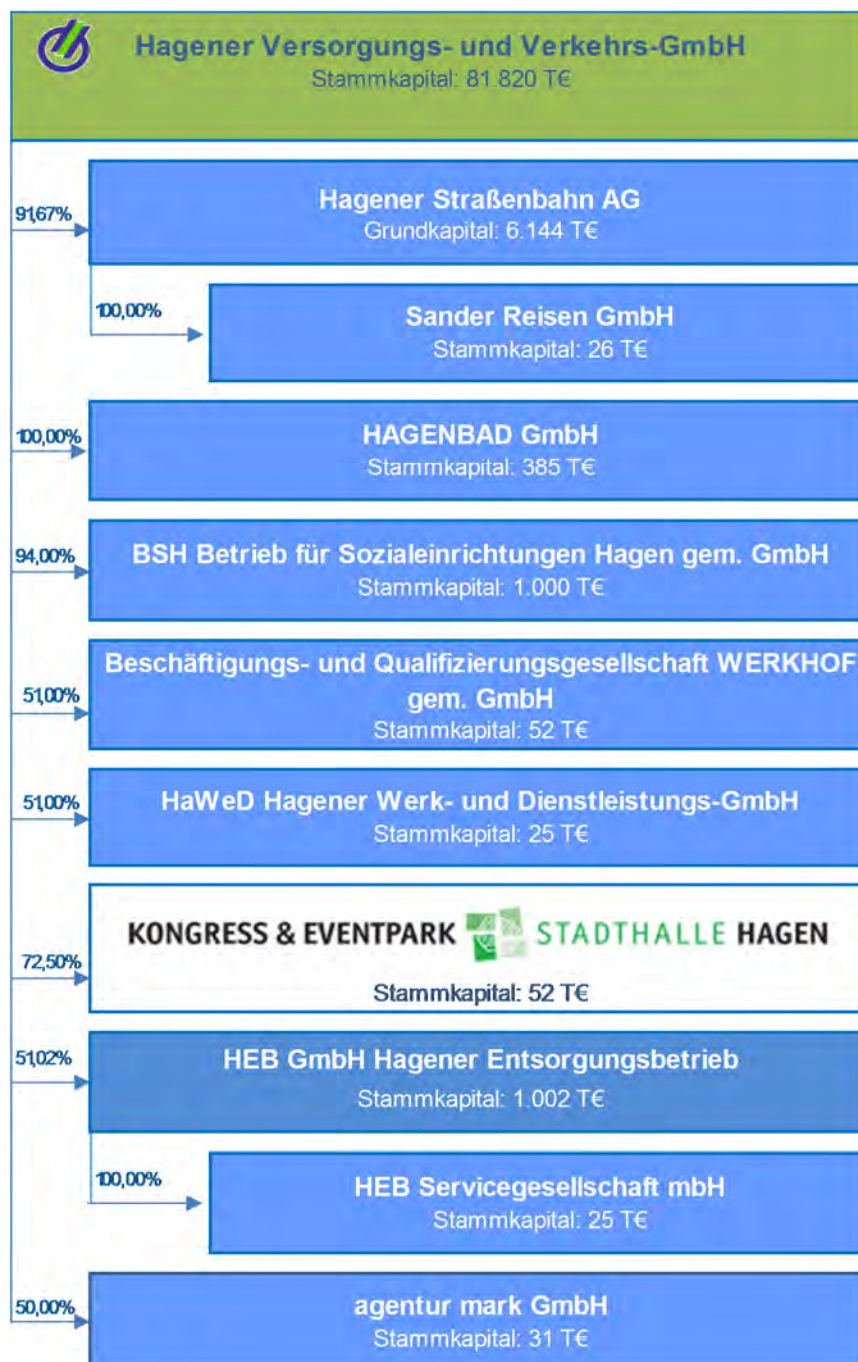 Hagener Versorgungs- und Verkehrs-GmbH
Stammkapital: 81.820 T€
91,67%
Hagener Straßenbahn AG
Grundkapital: 6.144 T€
100,00%
Sander Reisen GmbH
Stammkapital: 26 T€
100,00%
HAGENBAD GmbH
Stammkapital: 385 T€
94,00%
BSH Betrieb für Sozialeinrichtungen Hagen gem. GmbH
Stammkapital: 1.000 T€
51,00%
Beschäftigungs- und Qualifizierungsgesellschaft WERKHOF
gem. GmbH
Stammkapital: 52 T€
51,00%
HaWeD Hagener Werk- und Dienstleistungs-GmbH
Stammkapital: 25 T€
72,50%
KONGRESS & EVENTPARK STADTHALLE HAGEN
Stammkapital: 52 T€
51,02%
HEB GmbH Hagener Entsorgungsbetrieb
Stammkapital: 1.002 T€
100,00%
HEB Servicegesellschaft mbH
Stammkapital: 25 T€
50,00%
agentur mark GmbH
Stammkapital: 31 T€